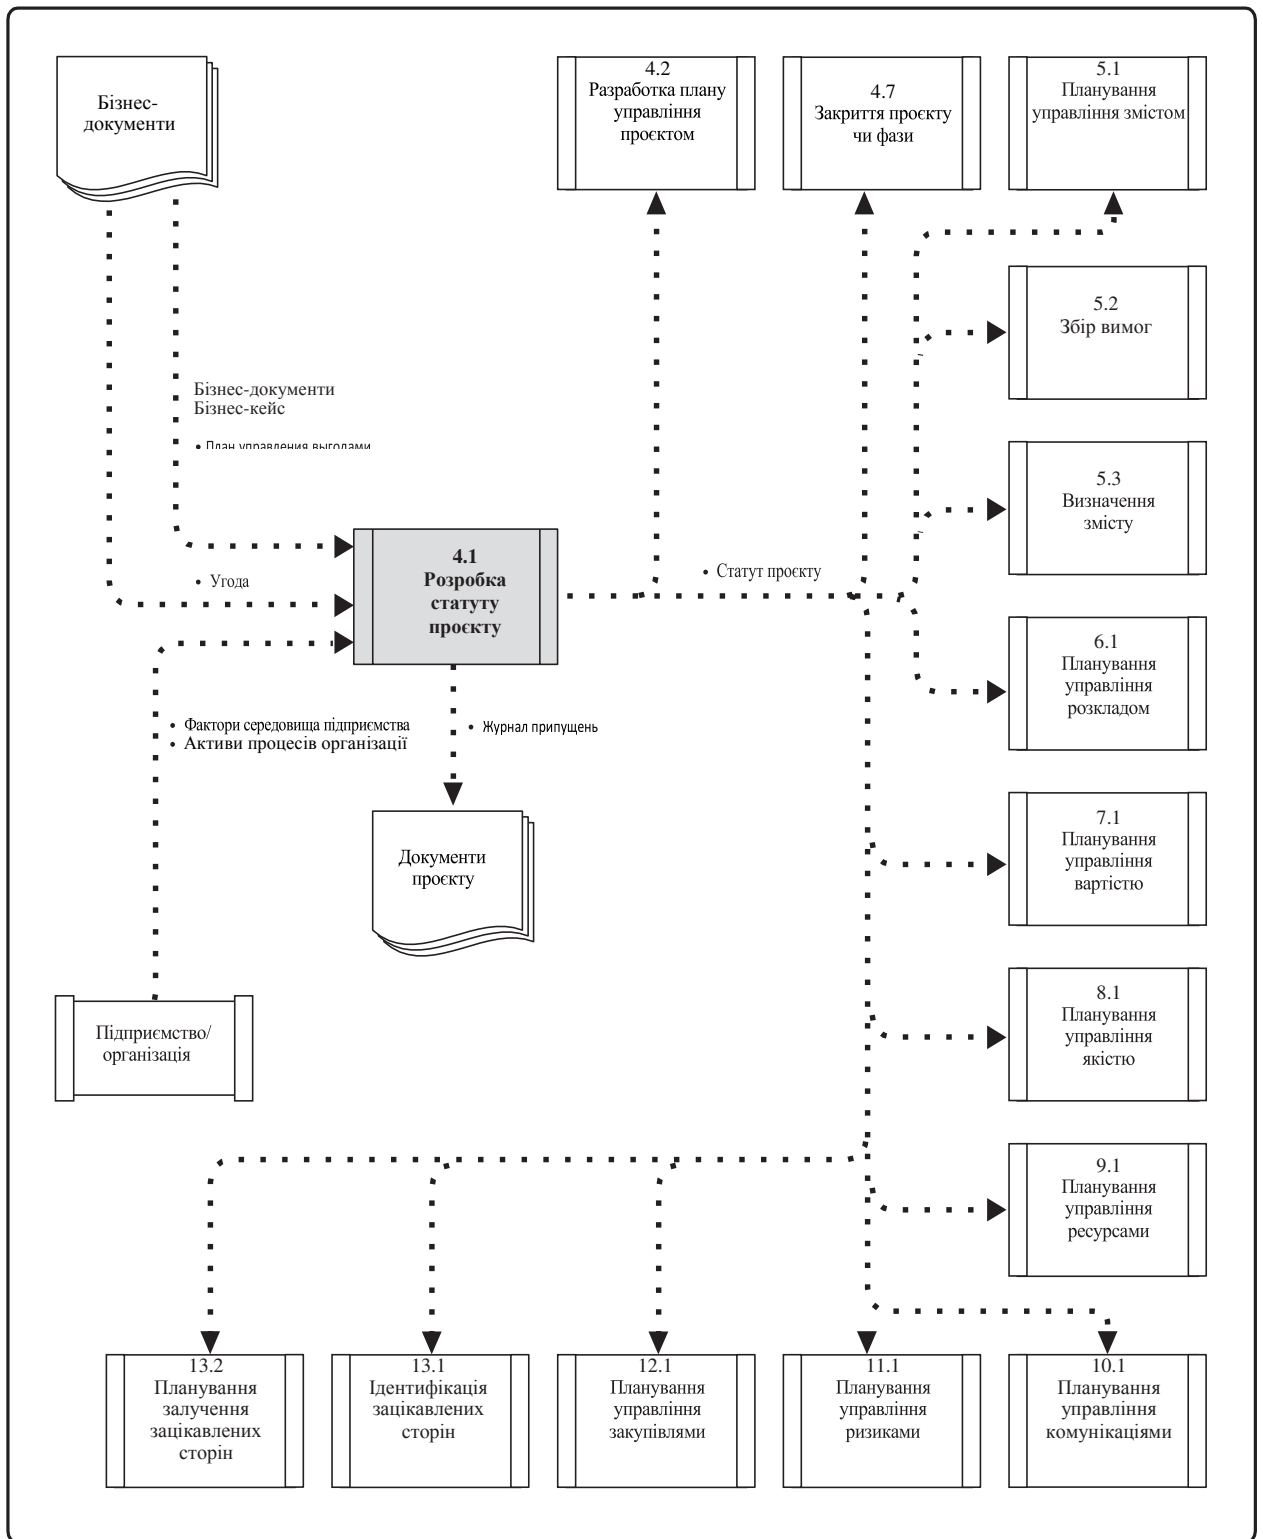 Бізнес-
документи
4.2
Разработка плану
управління
проєктом
4.7
Закриття проєкту
чи фази
5.1
Планування
управління змістом
5.2
Збір вимог
Бізнес-документи
Бізнес-кейс
• План управления выгодами
5.3
Визначення
змісту
4.1
Розробка
статуту
проєкту
• Угода
• Статут проєкту
6.1
Планування
управління
розкладом
• Фактори середовища підприємства
• Активи процесів організації
• Журнал припущень
7.1
Планування
управління
вартістю
Документи
проєкту
8.1
Планування
управління
якістю
Підприємство/
організація
9.1
Планування
управління
ресурсами
13.2
Планування
залучення
зацікавлених
сторін
13.1
Ідентифікація
зацікавлених
сторін
12.1
Планування
управління
закупівлями
11.1
Планування
управління
ризиками
10.1
Планування
управління
комунікаціями